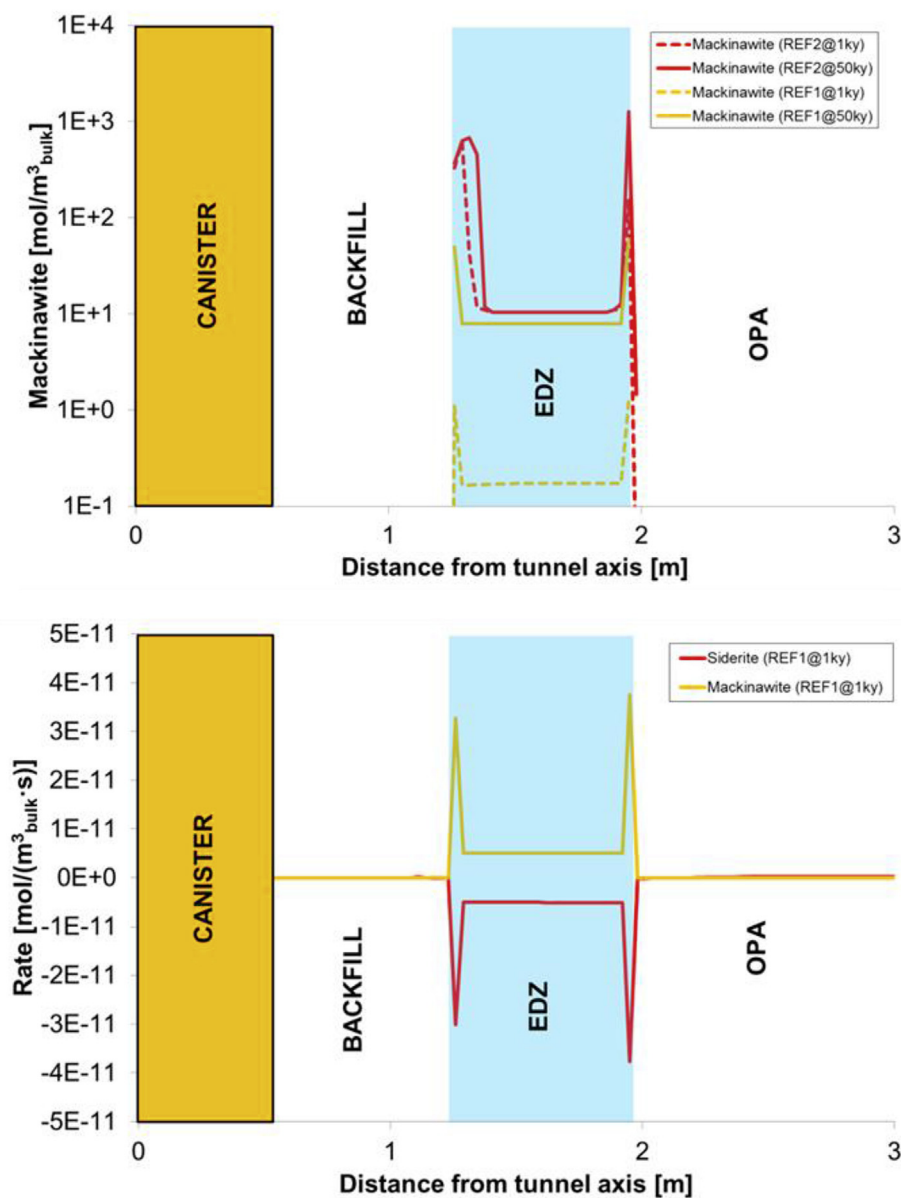 1E+4
1E+3
1E+2
1E+1
1E+0
1E-1
Mackinawite [mol/m³bulk]
CANISTER
BACKFILL
EDZ
OPA
Mackinawite (REF2@1ky)
Mackinawite (REF2@50ky)
Mackinawite (REF1@1ky)
Mackinawite (REF1@50ky)
0 1 2 3
Distance from tunnel axis [m]
5E-11
4E-11
3E-11
2E-11
1E-11
0E+0
-1E-11
-2E-11
-3E-11
-4E-11
-5E-11
Rate [mol/(m³bulk·s)]
CANISTER
BACKFILL
EDZ
OPA
Siderite (REF1@1ky)
Mackinawite (REF1@1ky)
0 1 2 3
Distance from tunnel axis [m]